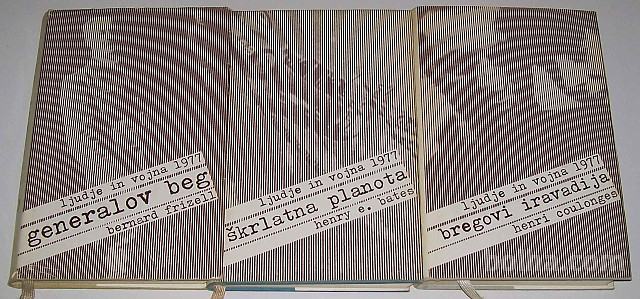 ljudje in vojna 1977
generalov beg
bernard frizell
ljudje in vojna 1977
škrlatna planota
henry e. bates
ljudje in vojna 1977
bregovi iravadija
henri coulonges